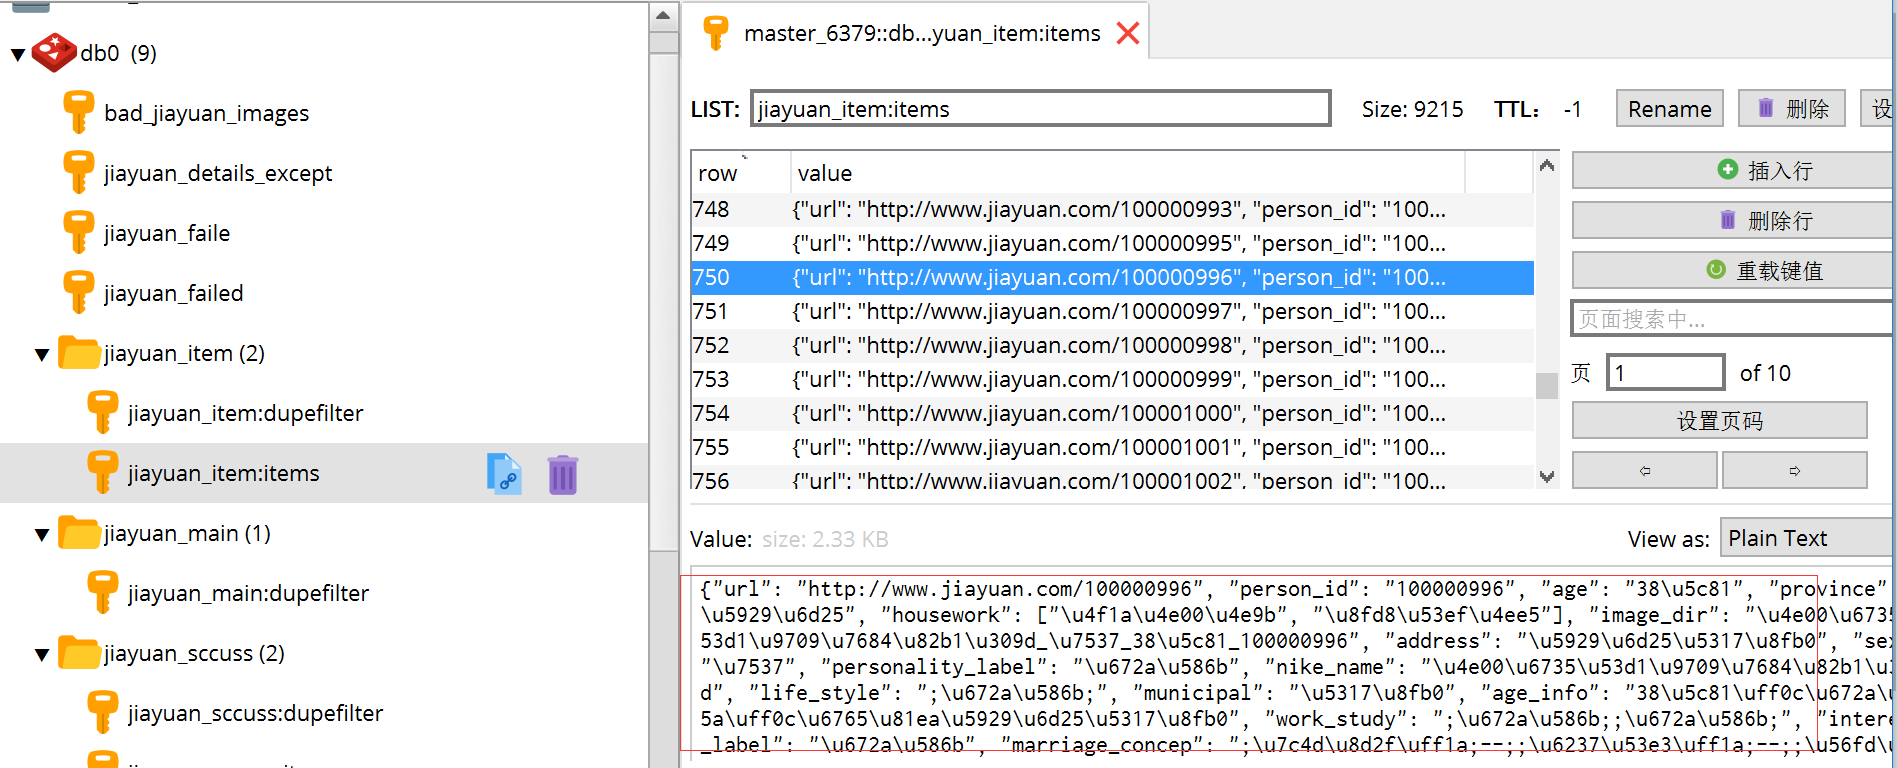 db0 (9)
bad_jiayuan_images
jiayuan_details_except
jiayuan_faile
jiayuan_failed
jiayuan_item (2)
jiayuan_item:dupefilter
jiayuan_item:items
jiayuan_main (1)
jiayuan_main:dupefilter
jiayuan_sccuss (2)
jiayuan_sccuss:dupefilter
master_6379::db...yuan_item:items
LIST: jiayuan_item:items Size: 9215 TTL: -1 Rename 删除 设
row value
748 {"url": "http://www.jiayuan.com/100000993", "person_id": "100...
749 {"url": "http://www.jiayuan.com/100000995", "person_id": "100...
750 {"url": "http://www.jiayuan.com/100000996", "person_id": "100...
751 {"url": "http://www.jiayuan.com/100000997", "person_id": "100...
752 {"url": "http://www.jiayuan.com/100000998", "person_id": "100...
753 {"url": "http://www.jiayuan.com/100000999", "person_id": "100...
754 {"url": "http://www.jiayuan.com/100001000", "person_id": "100...
755 {"url": "http://www.jiayuan.com/100001001", "person_id": "100...
756 {"url": "http://www.jiayuan.com/100001002", "person_id": "100...
插入行
删除行
重载键值
页面搜索中...
页 1 of 10
设置页码
⇦ ⇨
Value: size: 2.33 KB View as: Plain Text
{"url": "http://www.jiayuan.com/100000996", "person_id": "100000996", "age": "38\u5c81", "province"
\u5929\u6d25", "housework": ["\u4f1a\u4e00\u4e9b", "\u8fd8\u53ef\u4ee5"], "image_dir": "\u4e00\u6735
53d1\u9709\u7684\u82b1\u309d_\u7537_38\u5c81_100000996", "address": "\u5929\u6d25\u5317\u8fb0", "sex
"\u7537", "personality_label": "\u672a\u586b", "nike_name": "\u4e00\u6735\u53d1\u9709\u7684\u82b1\u3
d", "life_style": ";\u672a\u586b;", "municipal": "\u5317\u8fb0", "age_info": "38\u5c81\uff0c\u672a\u
5a\uff0c\u6765\u81ea\u5929\u6d25\u5317\u8fb0", "work_study": ";\u672a\u586b;;\u672a\u586b;", "intere
_label": "\u672a\u586b", "marriage_concep": ";\u7c4d\u8d2f\uff1a;--;;\u6237\u53e3\uff1a;--;;\u56fd\u